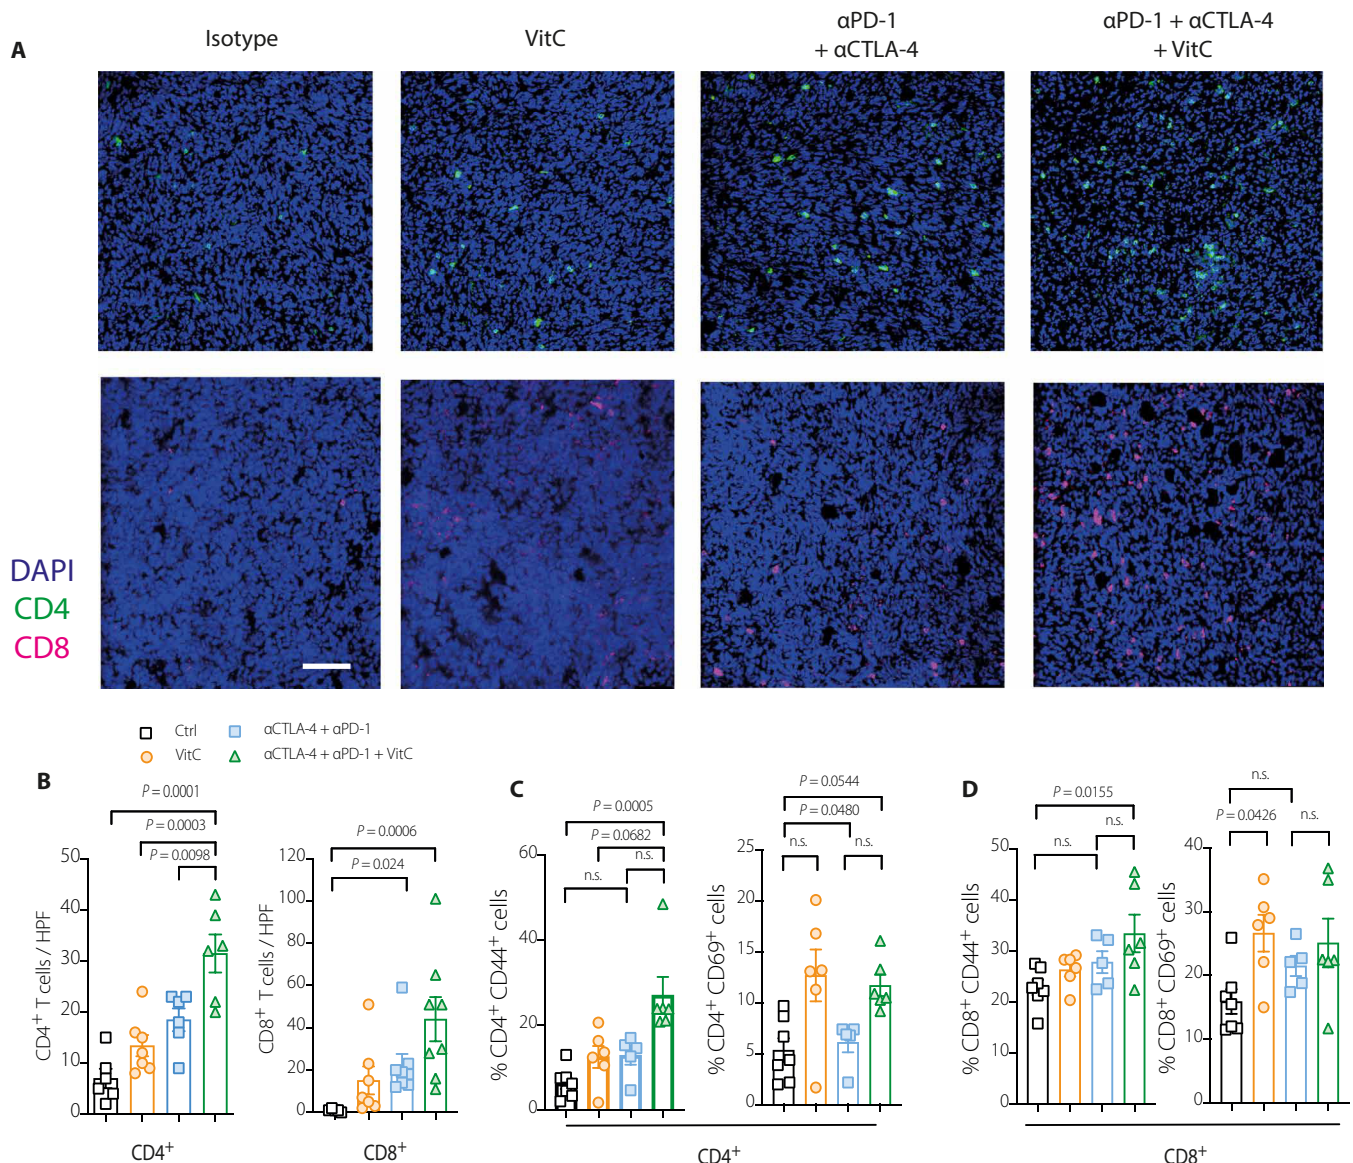 A
Isotype
VitC
αPD-1
+ αCTLA-4
αPD-1 + αCTLA-4
+ VitC
DAPI
CD4
CD8
Ctrl
αCTLA-4 + αPD-1
VitC
αCTLA-4 + αPD-1 + VitC
B
P = 0.0001
P = 0.0003
P = 0.0098
CD4+ T cells / HPF
50
40
30
20
10
0
CD4+
P = 0.0006
P = 0.024
CD8+ T cells / HPF
120
100
80
60
40
20
0
CD8+
C
P = 0.0005
P = 0.0682
n.s.
n.s.
% CD4+ CD44+ cells
60
40
20
0
P = 0.0544
P = 0.0480
n.s.
n.s.
% CD4+ CD69+ cells
25
20
15
10
5
0
CD4+
D
P = 0.0155
n.s.
n.s.
% CD8+ CD44+ cells
50
40
30
20
10
0
n.s.
P = 0.0426
n.s.
% CD8+ CD69+ cells
40
30
20
10
0
CD8+